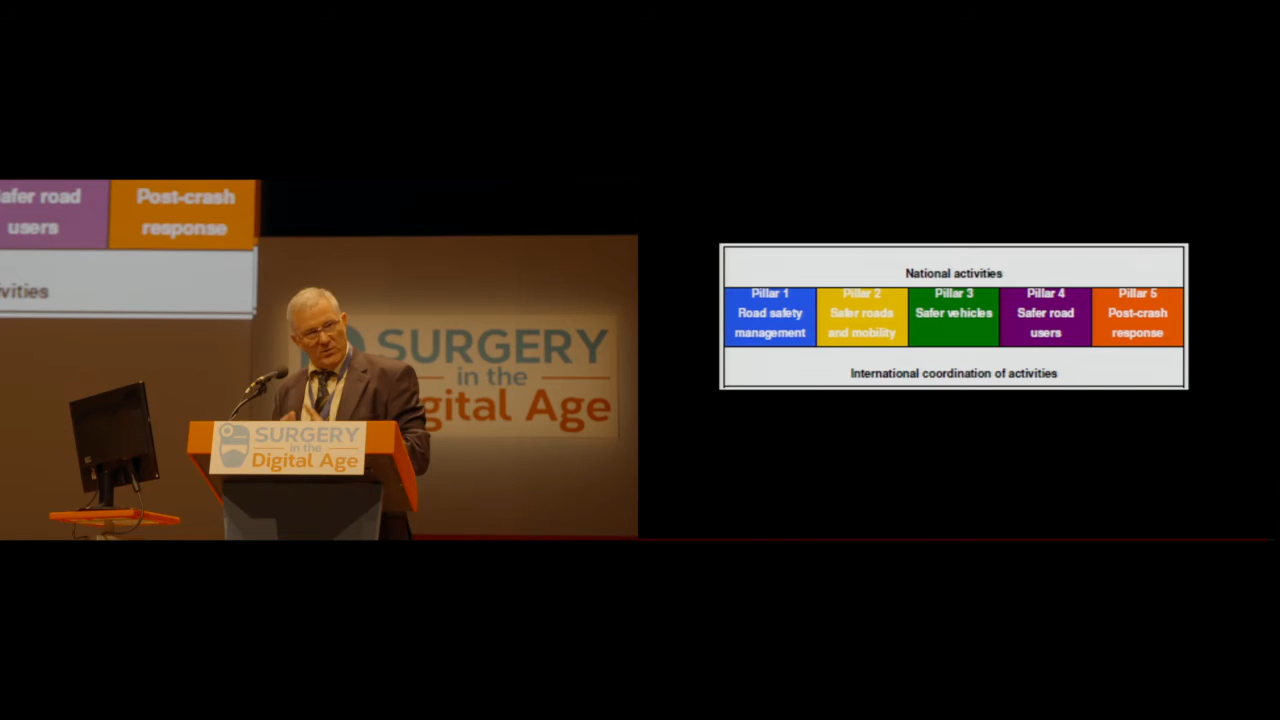 afer road
users
Post-crash
response
vities
SURGERY
in the
gital Age
SURGERY
in the
Digital Age
National activities
Pillar 1
Road safety
management
Pillar 2
Safer roads
and mobility
Pillar 3
Safer vehicles
Pillar 4
Safer road
users
Pillar 5
Post-crash
response
International coordination of activities